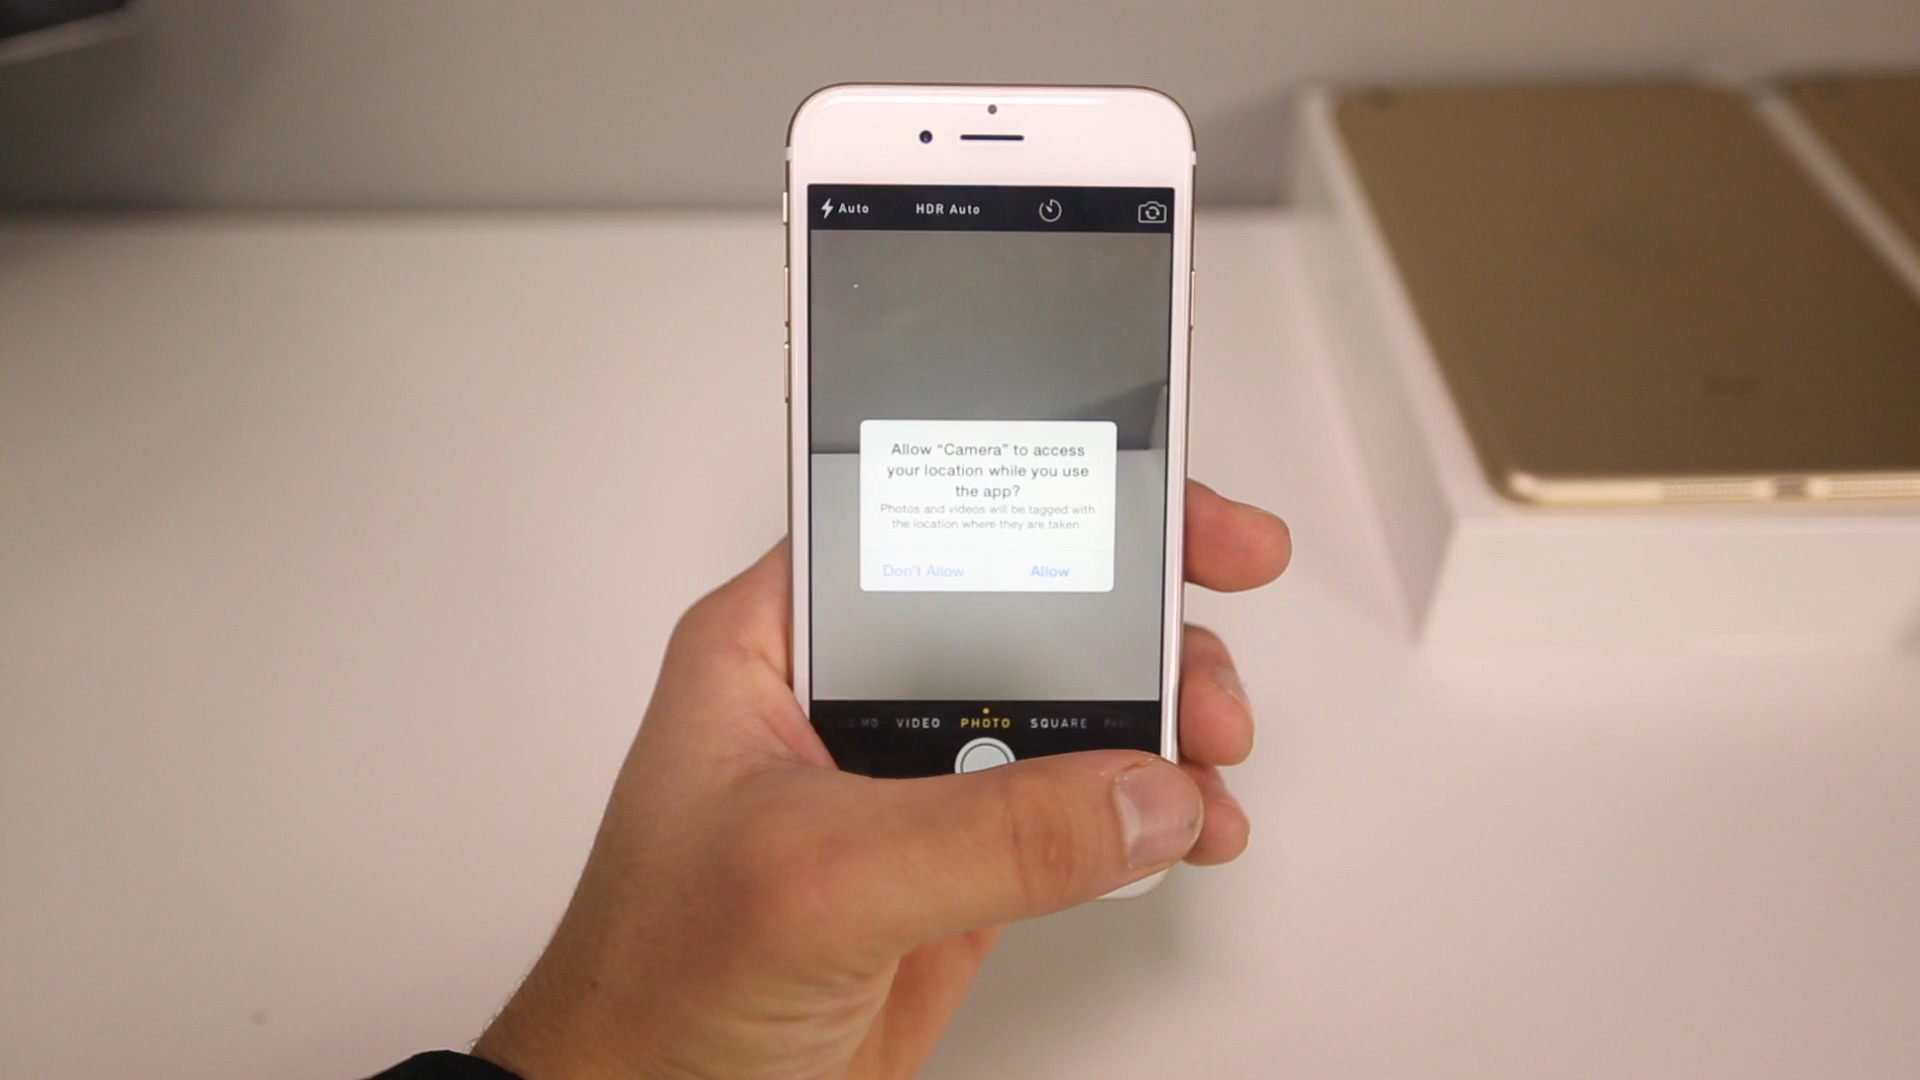 Auto HDR Auto
Allow “Camera” to access
your location while you use
the app?
Photos and videos will be tagged with
the location where they are taken.
Don't Allow Allow
VIDEO PHOTO SQUARE